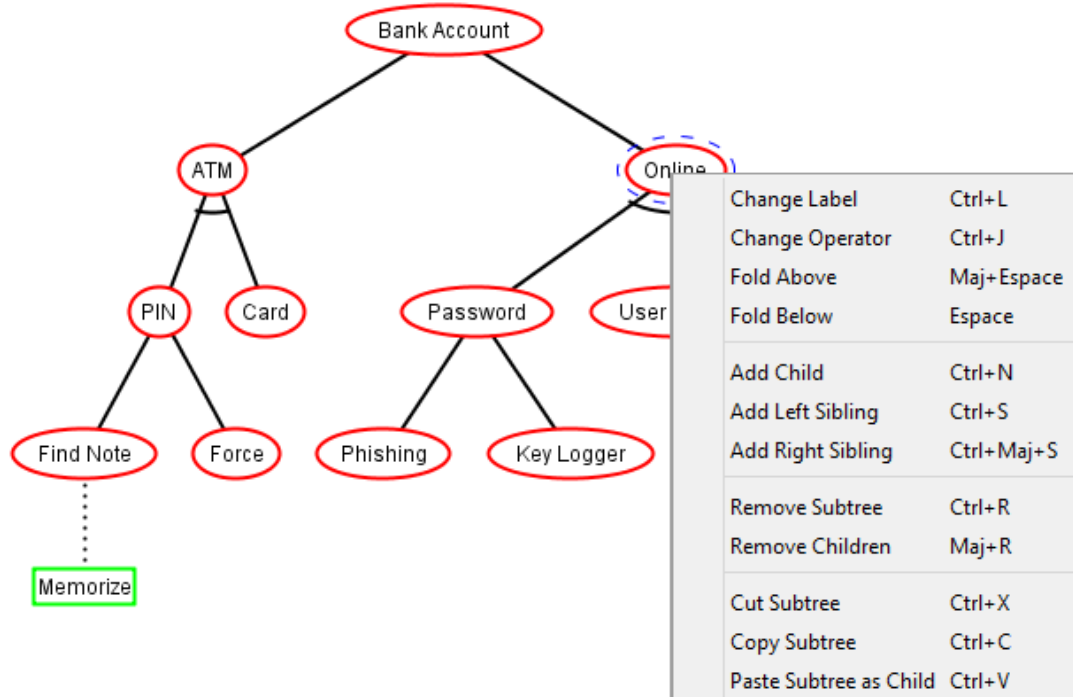 Bank Account
ATM
Online
PIN
Card
Password
User
Find Note
Force
Phishing
Key Logger
Memorize
Change Label Ctrl+L
Change Operator Ctrl+J
Fold Above Maj+Espace
Fold Below Espace
Add Child Ctrl+N
Add Left Sibling Ctrl+S
Add Right Sibling Ctrl+Maj+S
Remove Subtree Ctrl+R
Remove Children Maj+R
Cut Subtree Ctrl+X
Copy Subtree Ctrl+C
Paste Subtree as Child Ctrl+V